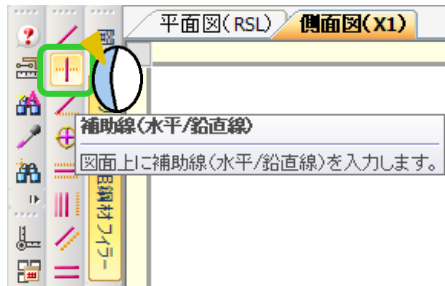 平面図(RSL)
側面図(X1)
補助線(水平/鉛直線)
図面上に補助線(水平/鉛直線)を入力します。
鋼材フィラー